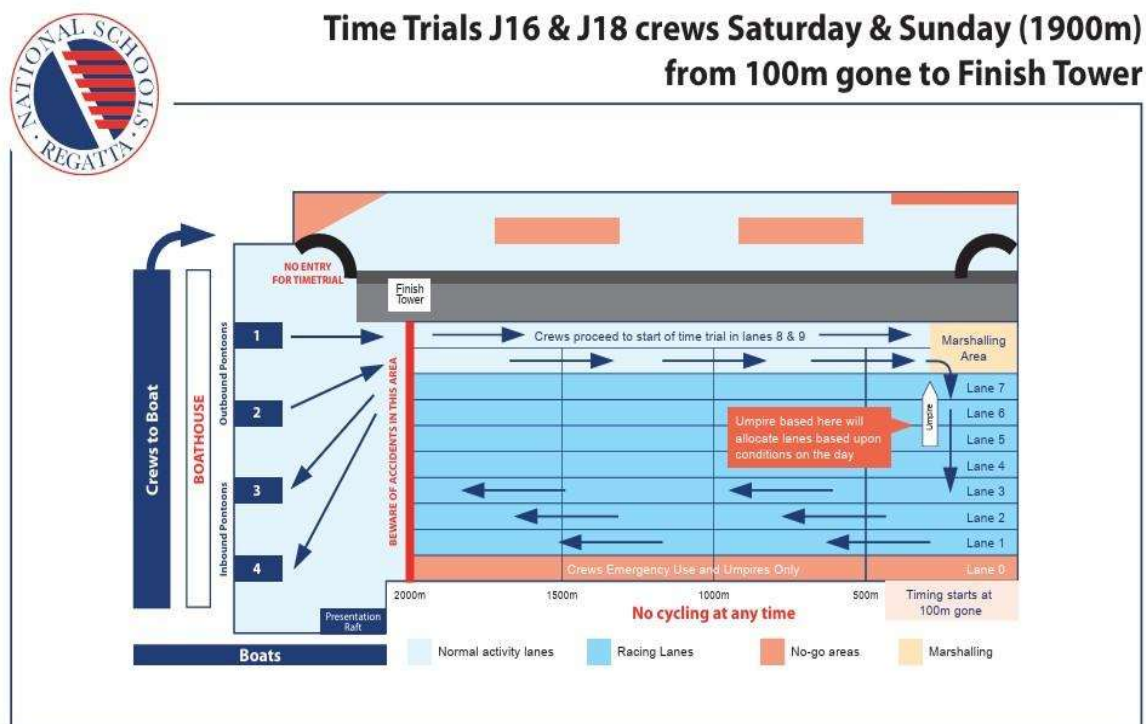 NATIONAL SCHOOLS · REGATTA ·
Time Trials J16 & J18 crews Saturday & Sunday (1900m)
from 100m gone to Finish Tower
NO ENTRY
FOR TIMETRIAL
Finish
Tower
Crews to Boat
BOATHOUSE
Outbound Pontoons
Inbound Pontoons
1
2
3
4
BEWARE OF ACCIDENTS IN THIS AREA
Crews proceed to start of time trial in lanes 8 & 9
Marshalling
Area
Lane 7
Lane 6
Lane 5
Lane 4
Lane 3
Lane 2
Lane 1
Lane 0
Umpire
Umpire based here will
allocate lanes based upon
conditions on the day
Crews Emergency Use and Umpires Only
2000m
1500m
1000m
500m
Timing starts at
100m gone
No cycling at any time
Presentation
Raft
Boats
Normal activity lanes
Racing Lanes
No-go areas
Marshalling